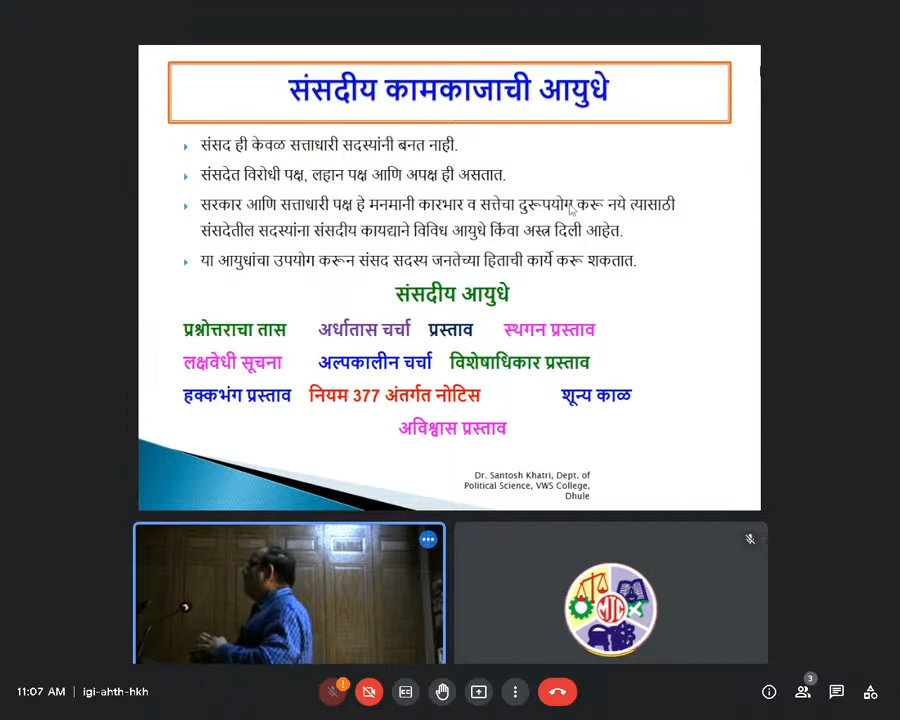 संसदीय कामकाजाची आयुधे
संसद ही केवळ सत्ताधारी सदस्यांनी बनत नाही.
संसदेत विरोधी पक्ष, लहान पक्ष आणि अपक्ष ही असतात.
सरकार आणि सत्ताधारी पक्ष हे मनमानी कारभार व सत्तेचा दुरूपयोग करू नये त्यासाठी
संसदेतील सदस्यांना संसदीय कायद्याने विविध आयुधे किंवा अस्त्र दिली आहेत.
या आयुधांचा उपयोग करून संसद सदस्य जनतेच्या हिताची कार्ये करू शकतात.
संसदीय आयुधे
प्रश्नोत्तराचा तास अर्धातास चर्चा प्रस्ताव स्थगन प्रस्ताव
लक्षवेधी सूचना अल्पकालीन चर्चा विशेषाधिकार प्रस्ताव
हक्कभंग प्रस्ताव नियम 377 अंतर्गत नोटिस शून्य काळ
अविश्वास प्रस्ताव
Dr. Santosh Khatri, Dept. of
Political Science, VWS College,
Dhule
MJC
11:07 AM | igi-ahth-hkh
3